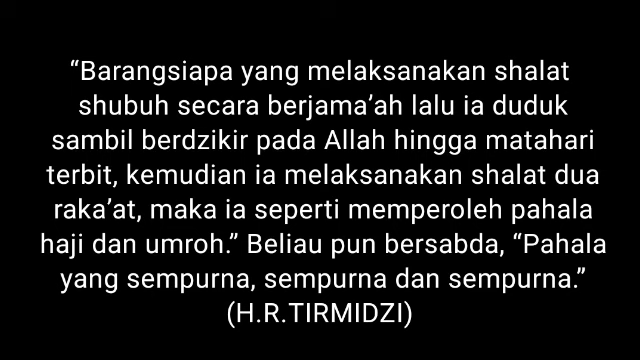 “Barangsiapa yang melaksanakan shalat
shubuh secara berjama’ah lalu ia duduk
sambil berdzikir pada Allah hingga matahari
terbit, kemudian ia melaksanakan shalat dua
raka’at, maka ia seperti memperoleh pahala
haji dan umroh.” Beliau pun bersabda, “Pahala
yang sempurna, sempurna dan sempurna.”
(H.R.TIRMIDZI)